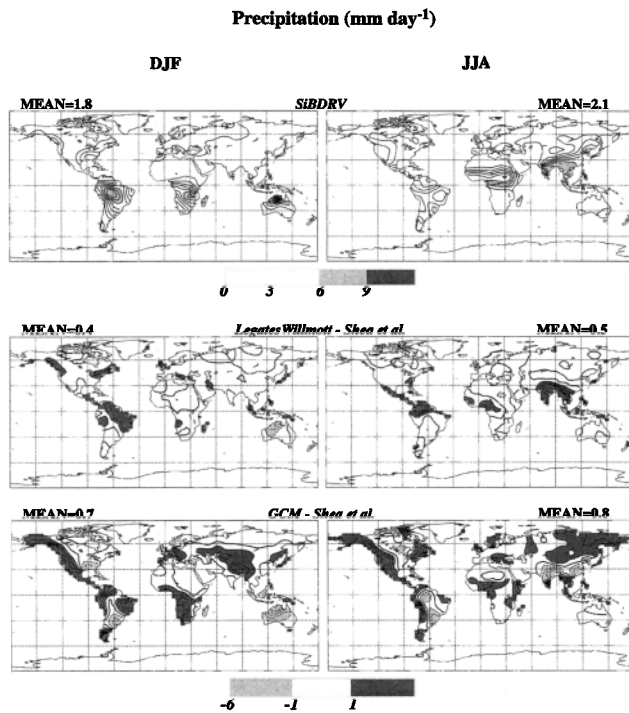 Precipitation (mm day-1)
DJF JJA
MEAN=1.8 SiBDRV MEAN=2.1
0 3 6 9
MEAN=0.4 LegatesWillmott - Shea et al. MEAN=0.5
MEAN=0.7 GCM - Shea et al. MEAN=0.8
-6 -1 1